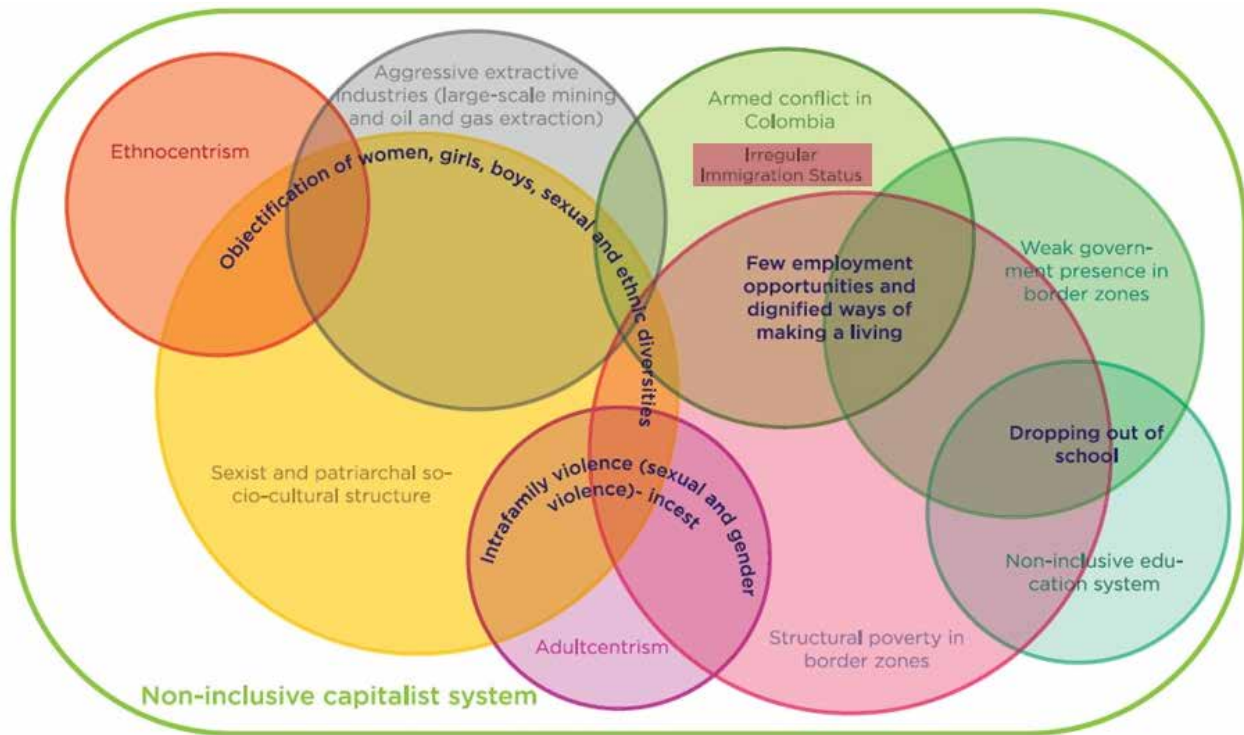 Aggressive extractive
industries (large-scale mining
and oil and gas extraction)
Ethnocentrism
Armed conflict in
Colombia
Irregular
Immigration Status
Objectification of women, girls, boys, sexual and ethnic diversities
Few employment
opportunities and
dignified ways of
making a living
Weak govern-
ment presence in
border zones
Sexist and patriarchal so-
cio-cultural structure
Intrafamily violence (sexual and gender
violence)- incest
Dropping out of
school
Non-inclusive edu-
cation system
Adultcentrism
Structural poverty in
border zones
Non-inclusive capitalist system